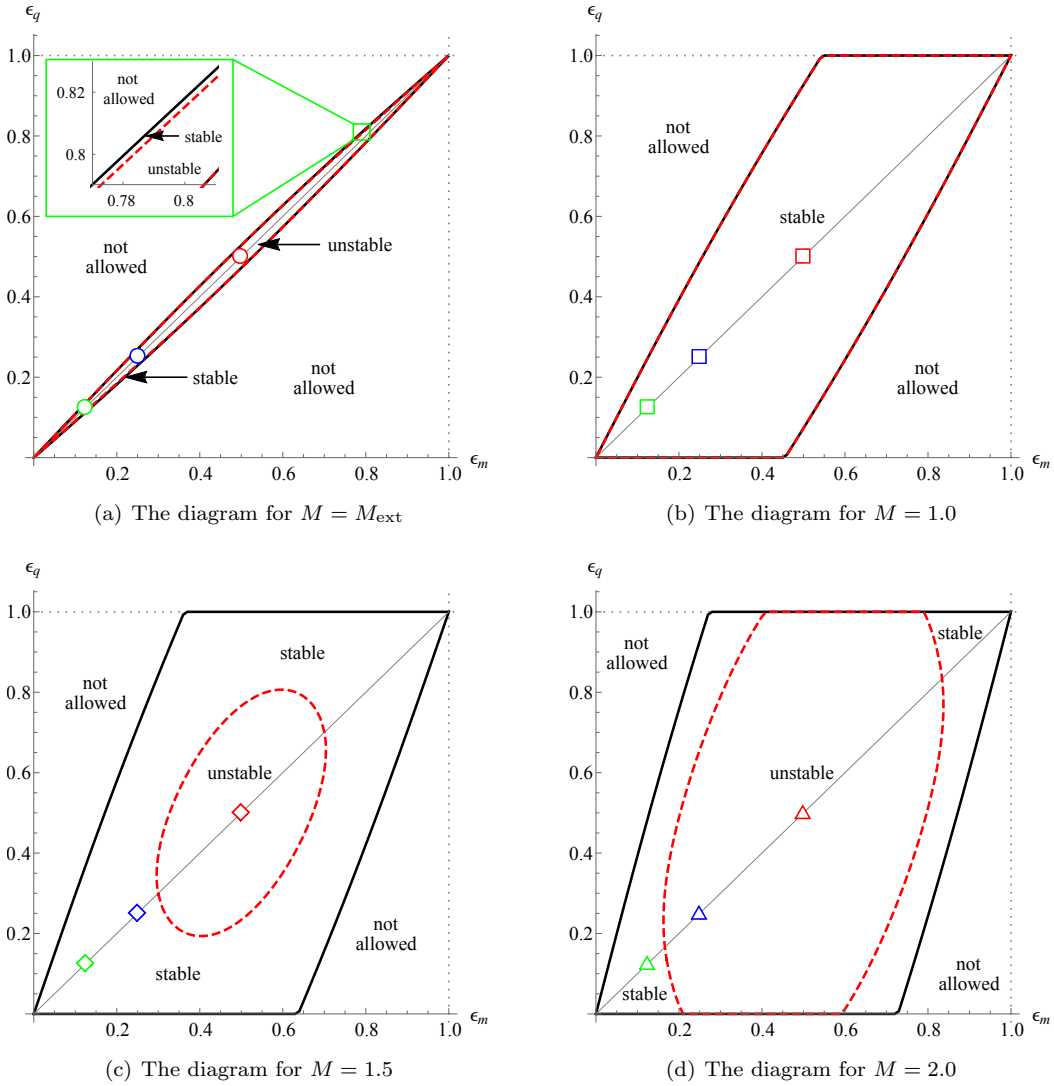 ϵq
1.0
not
allowed
0.82
stable
0.8
unstable
0.78
0.8
0.8
0.6
not
allowed
unstable
0.4
not
allowed
0.2
stable
0.2
0.4
0.6
0.8
1.0
ϵm
(a) The diagram for M = Mext
ϵq
1.0
not
allowed
0.8
stable
0.6
0.4
not
allowed
0.2
0.2
0.4
0.6
0.8
1.0
ϵm
(b) The diagram for M = 1.0
ϵq
1.0
stable
not
allowed
0.8
unstable
0.6
0.4
not
allowed
0.2
stable
0.2
0.4
0.6
0.8
1.0
ϵm
(c) The diagram for M = 1.5
ϵq
1.0
stable
not
allowed
0.8
unstable
0.6
0.4
0.2
not
allowed
stable
0.2
0.4
0.6
0.8
1.0
ϵm
(d) The diagram for M = 2.0